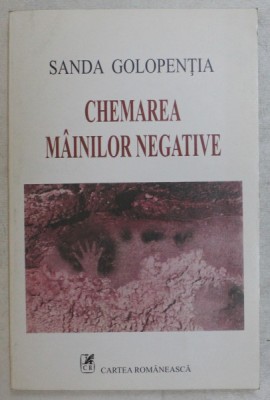 SANDA GOLOPENȚIA
CHEMAREA
MÂINILOR NEGATIVE
CR
CARTEA ROMÂNEASCĂ